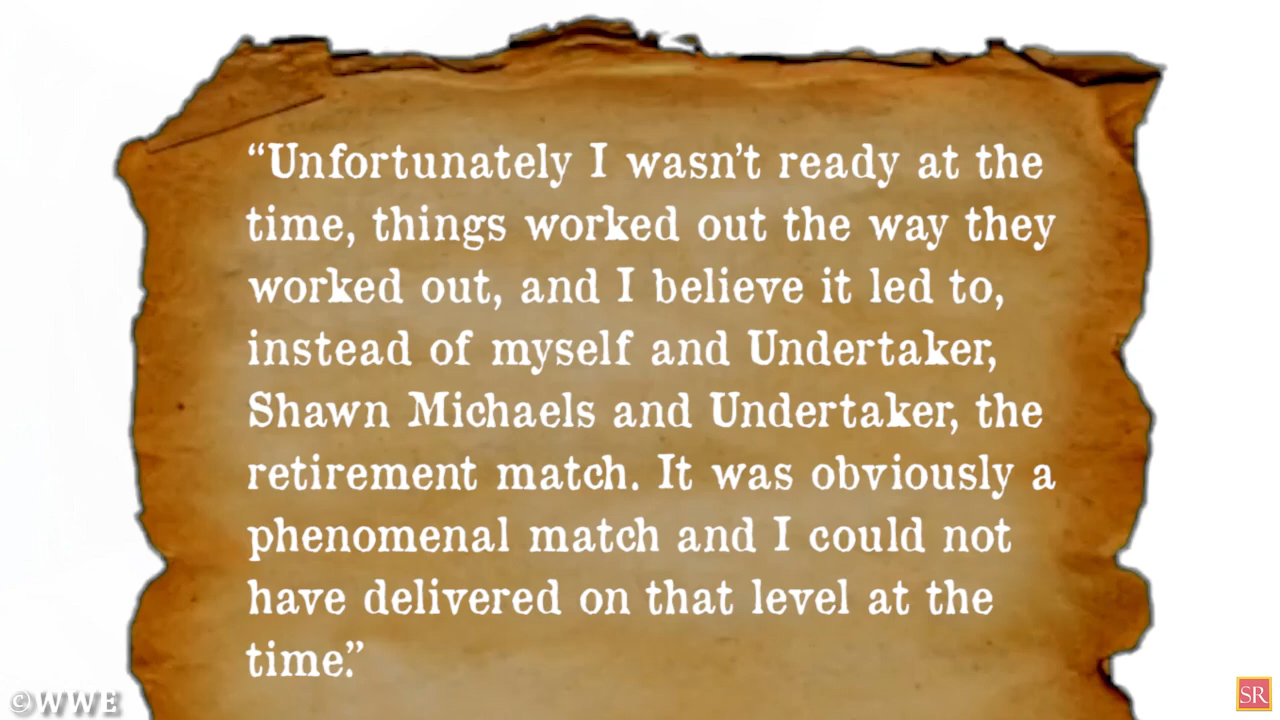 “Unfortunately I wasn’t ready at the
time, things worked out the way they
worked out, and I believe it led to,
instead of myself and Undertaker,
Shawn Michaels and Undertaker, the
retirement match. It was obviously a
phenomenal match and I could not
have delivered on that level at the
time.”
©WWE
SR